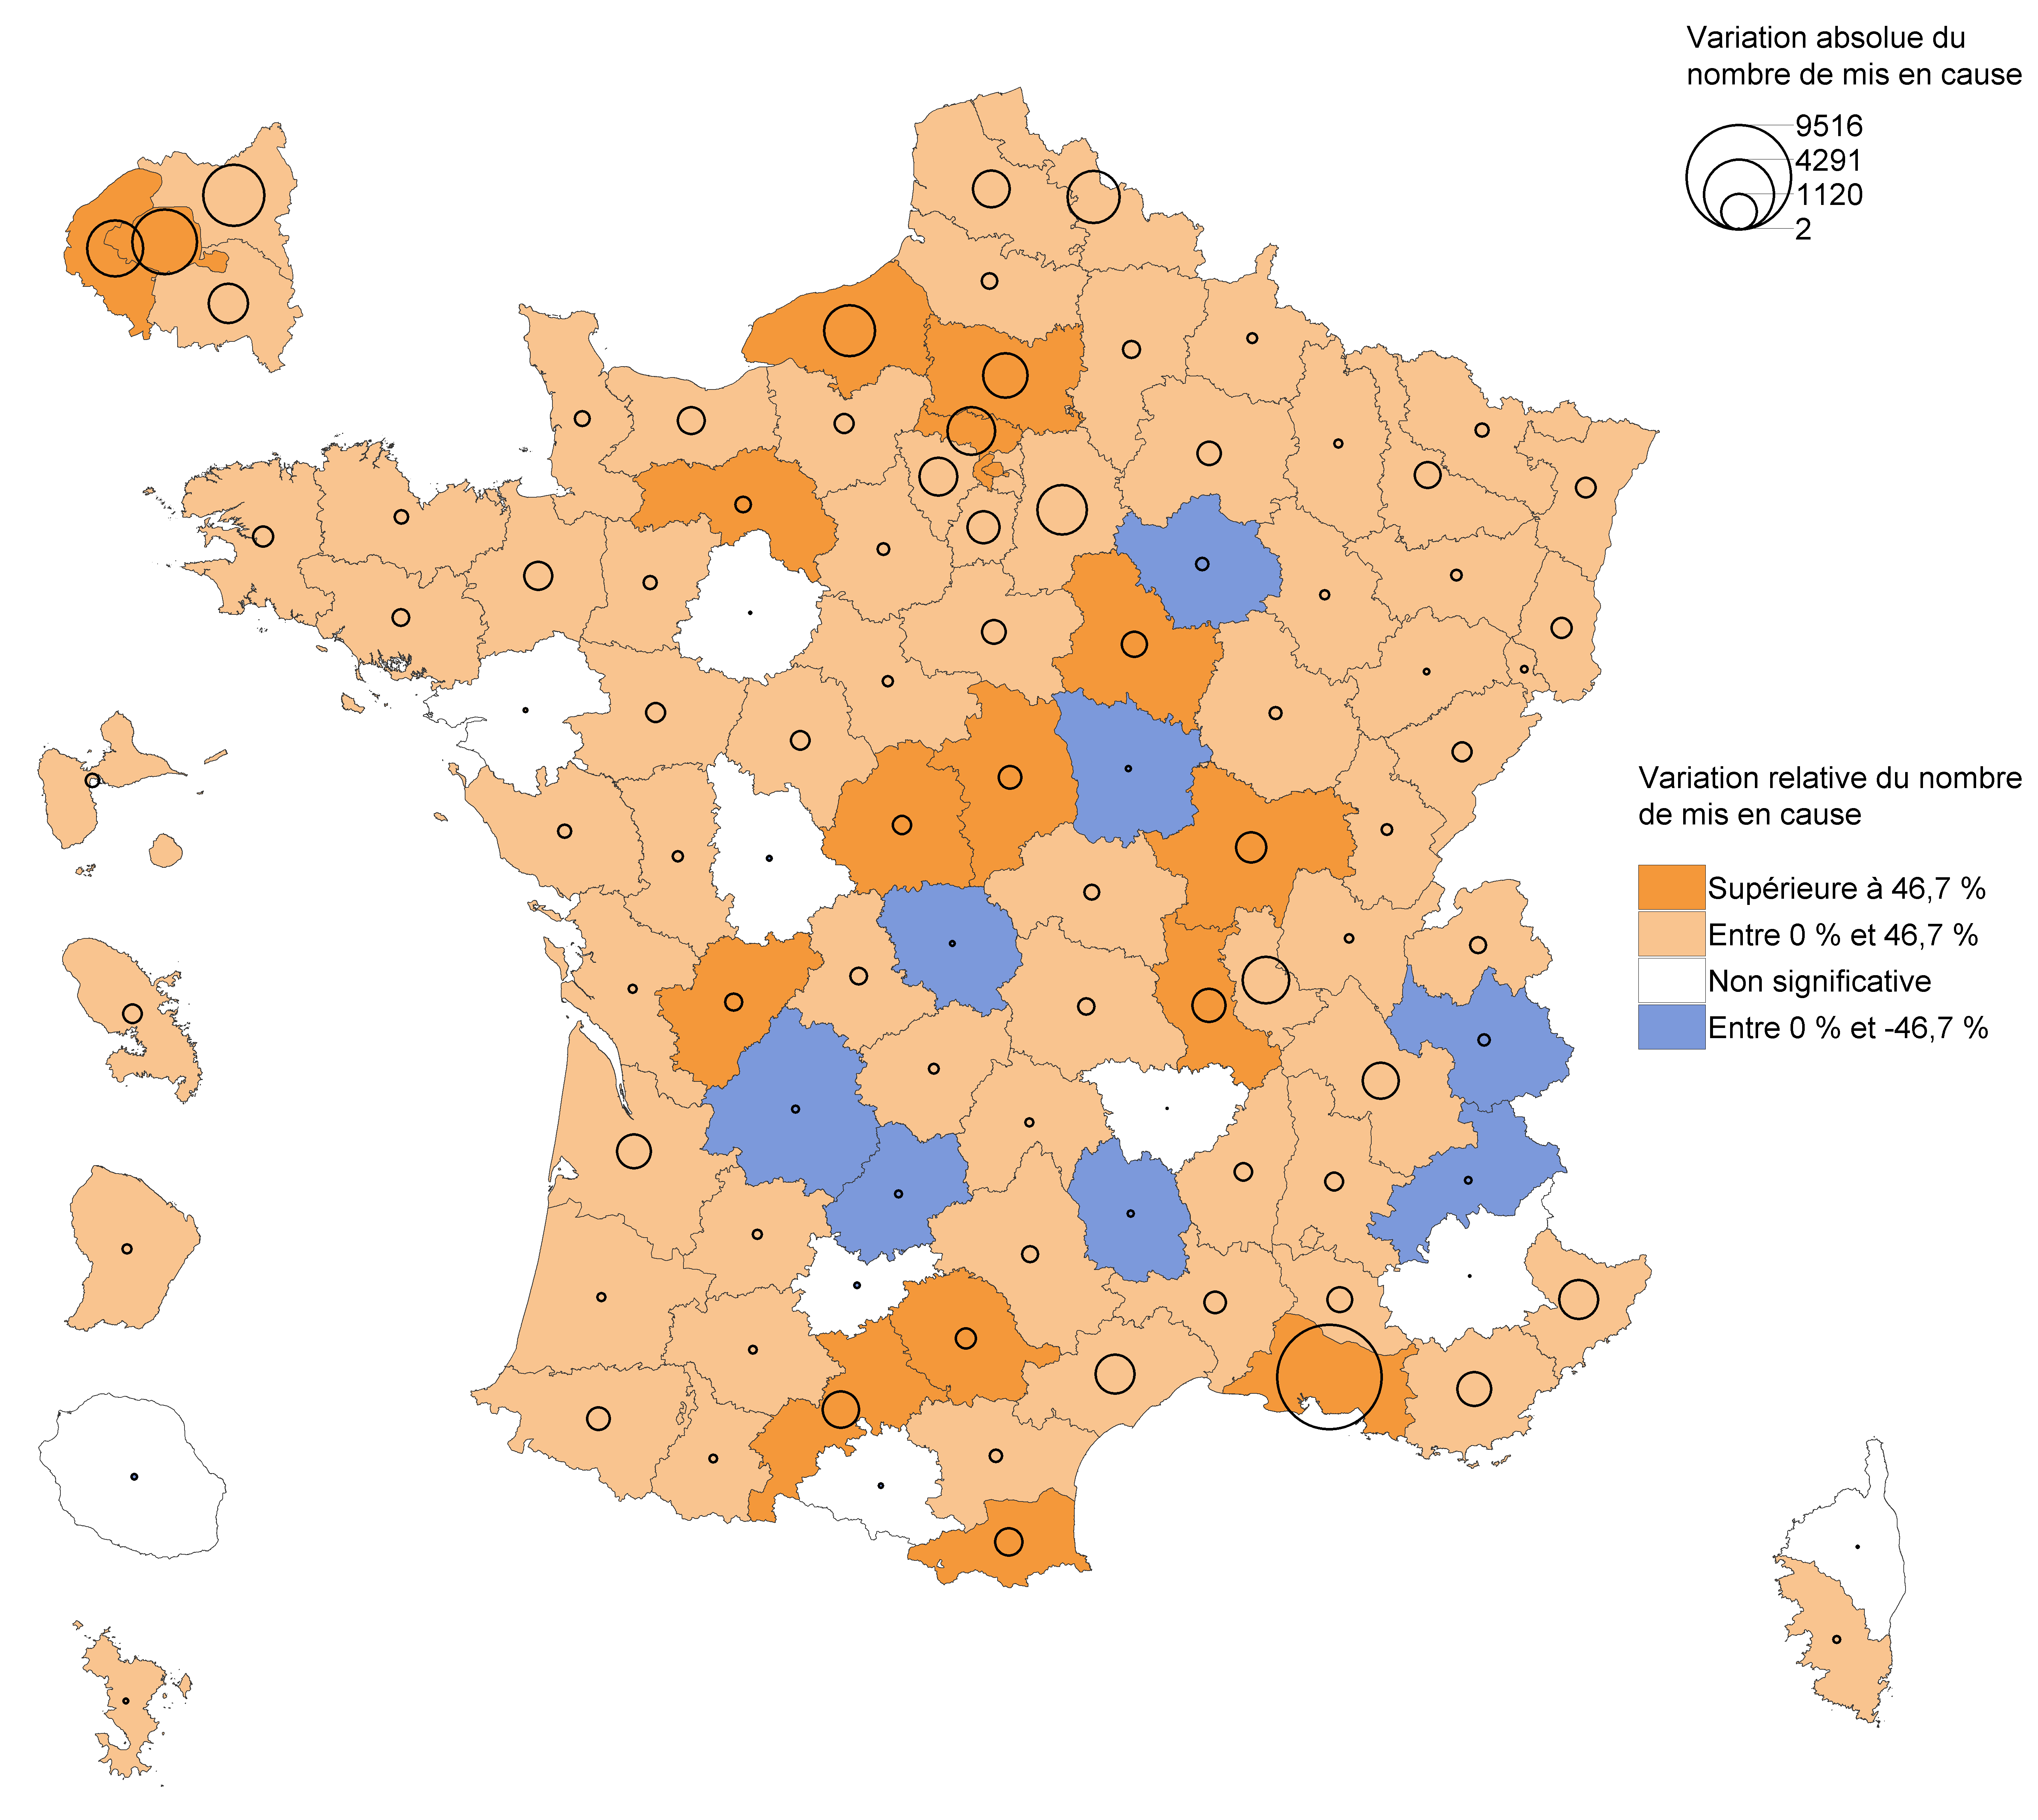 Variation absolue du
nombre de mis en cause
9516
4291
1120
2
Variation relative du nombre
de mis en cause
Supérieure à 46,7 %
Entre 0 % et 46,7 %
Non significative
Entre 0 % et -46,7 %